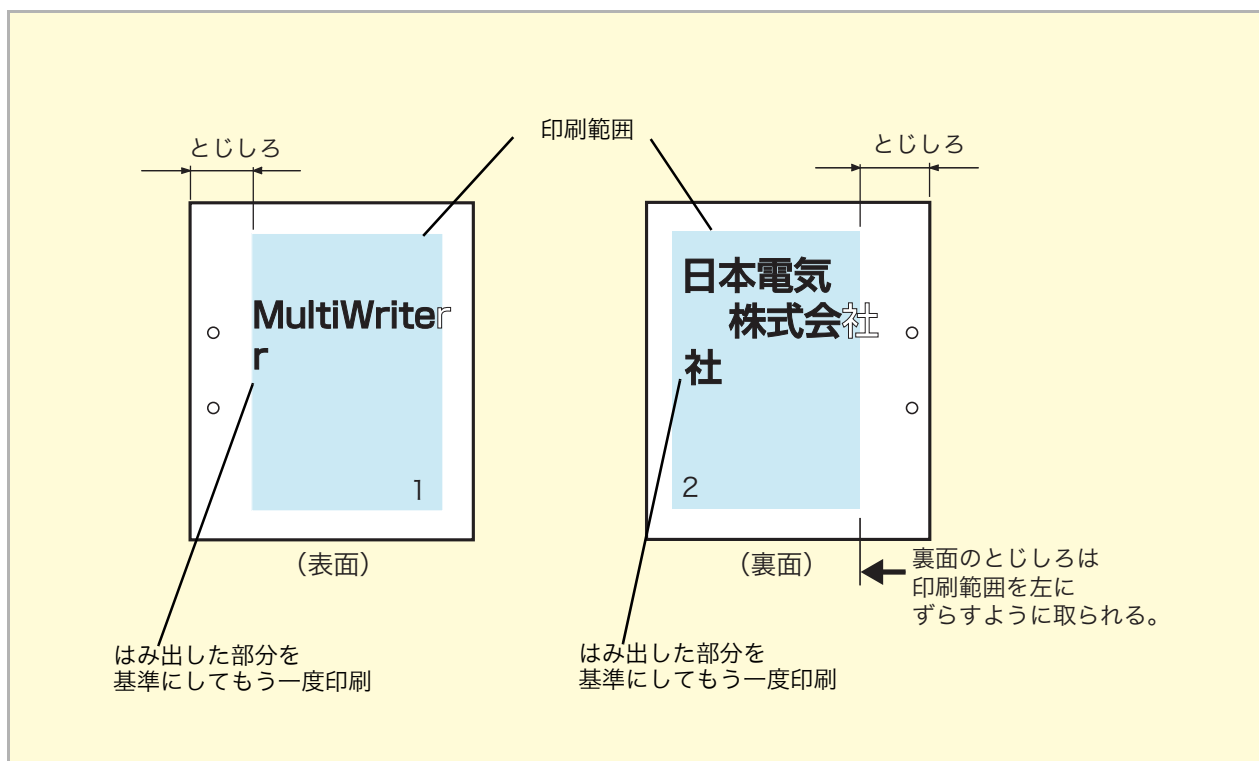 印刷範囲
とじしろ
とじしろ
MultiWriter
r
1
(表面)
はみ出した部分を
基準にしてもう一度印刷
日本電気
株式会社
社
2
(裏面)
裏面のとじしろは
印刷範囲を左に
ずらすように取られる。
はみ出した部分を
基準にしてもう一度印刷